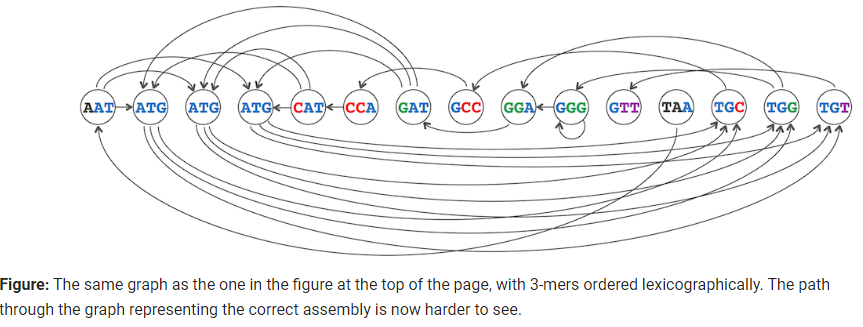 AAT ATG ATG ATG CAT CCA GAT GCC GGA GGG GTT TAA TGC TGG TGT
Figure: The same graph as the one in the figure at the top of the page, with 3-mers ordered lexicographically. The path
through the graph representing the correct assembly is now harder to see.